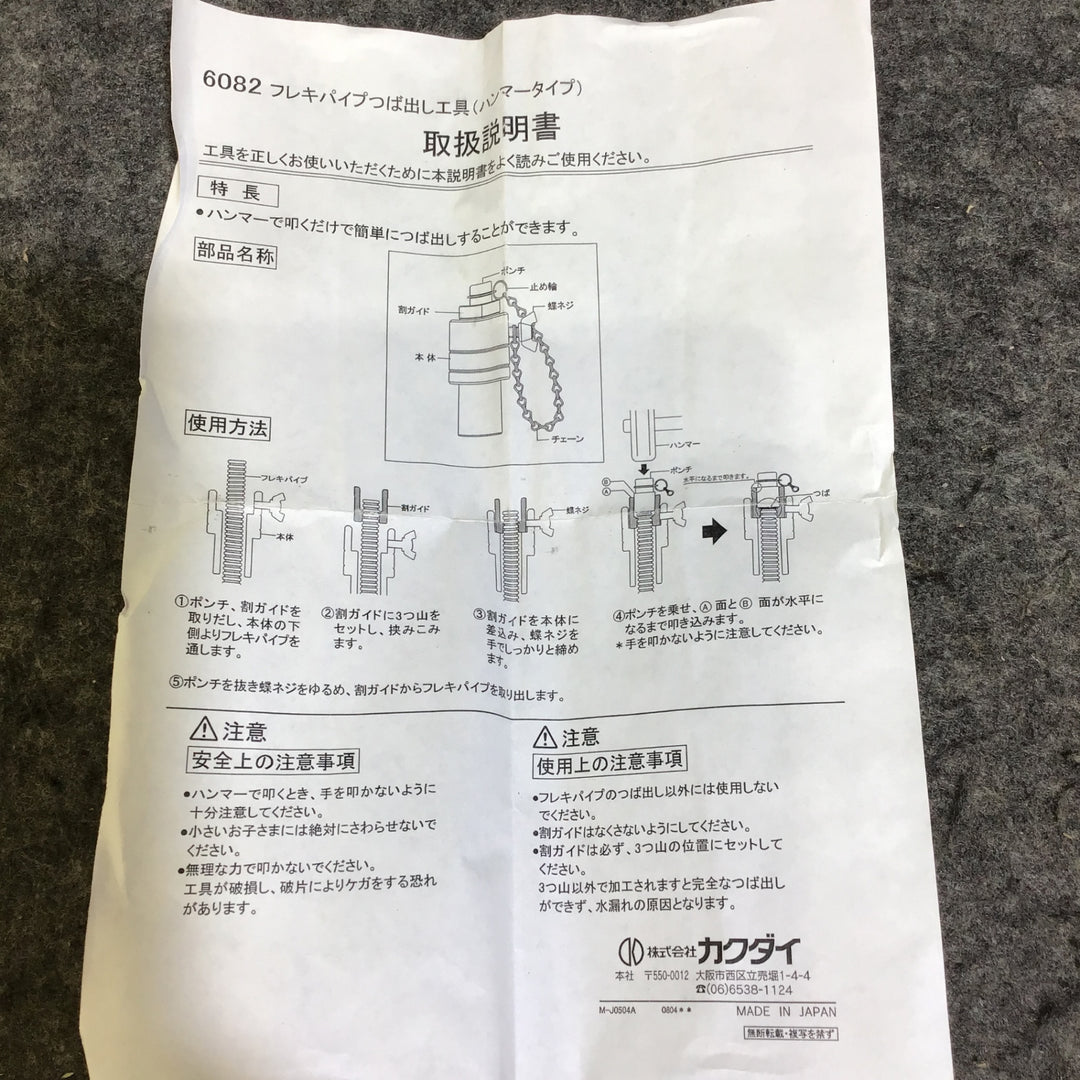 6082 フレキパイプつば出し工具(ハンマータイプ)
取扱説明書
工具を正しくお使いいただくために本説明書をよく読みご使用ください。
特 長
●ハンマーで叩くだけで簡単につば出しすることができます。
部品名称
ポンチ
止め輪
蝶ネジ
割ガイド
本体
チェーン
使用方法
フレキパイプ
本体
割ガイド
蝶ネジ
ハンマー
ポンチ
Ⓑ
Ⓐ
水平になるまで叩きます。
つば
①ポンチ、割ガイドを
取りだし、本体の下
側よりフレキパイプを
通します。
②割ガイドに3つ山を
セットし、挟みこみ
ます。
③割ガイドを本体に
差込み、蝶ネジを
手でしっかりと締め
ます。
④ポンチを乗せ、Ⓐ面とⒷ 面が水平に
なるまで叩き込みます。
*手を叩かないように注意してください。
⑤ポンチを抜き蝶ネジをゆるめ、割ガイドからフレキパイプを取り出します。
⚠ 注意
安全上の注意事項
●ハンマーで叩くとき、手を叩かないように
十分注意してください。
●小さいお子さまには絶対にさわらせないで
ください。
●無理な力で叩かないでください。
工具が破損し、破片によりケガをする恐れ
があります。
⚠ 注意
使用上の注意事項
●フレキパイプのつば出し以外には使用しない
でください。
●割ガイドはなくさないようにしてください。
●割ガイドは必ず、3つ山の位置にセットして
ください。
3つ山以外で加工されますと完全なつば出し
ができず、水漏れの原因となります。
株式会社カクダイ
本社 〒550-0012 大阪市西区立売堀1-4-4
☎(06)6538-1124
M-J0504A 0804** MADE IN JAPAN
無断転載・複写を禁ず